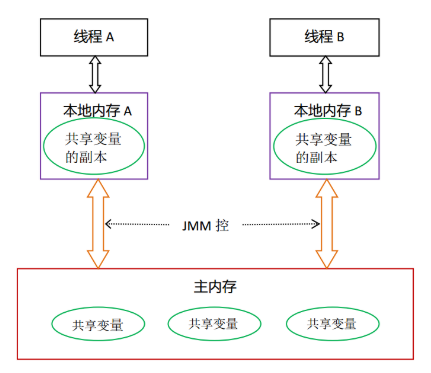 线程 A
线程 B
本地内存 A
本地内存 B
共享变量
的副本
共享变量
的副本
JMM 控
主内存
共享变量
共享变量
共享变量